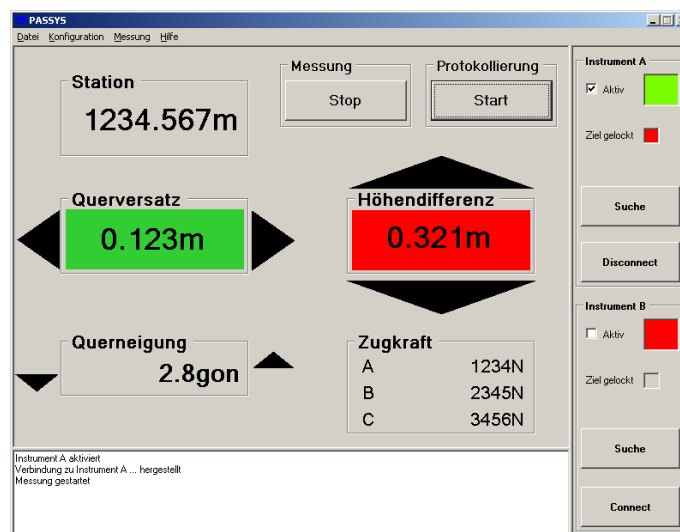 PASSYS
Datei Konfiguration Messung Hilfe
Station
1234.567m
Messung
Stop
Protokollierung
Start
Querversatz
0.123m
Höhendifferenz
0.321m
Querneigung
2.8gon
Zugkraft
A 1234N
B 2345N
C 3456N
Instrument A aktiviert
Verbindung zu Instrument A ... hergestellt
Messung gestartet
Instrument A
Aktiv
Ziel gelockt
Suche
Disconnect
Instrument B
Aktiv
Ziel gelockt
Suche
Connect